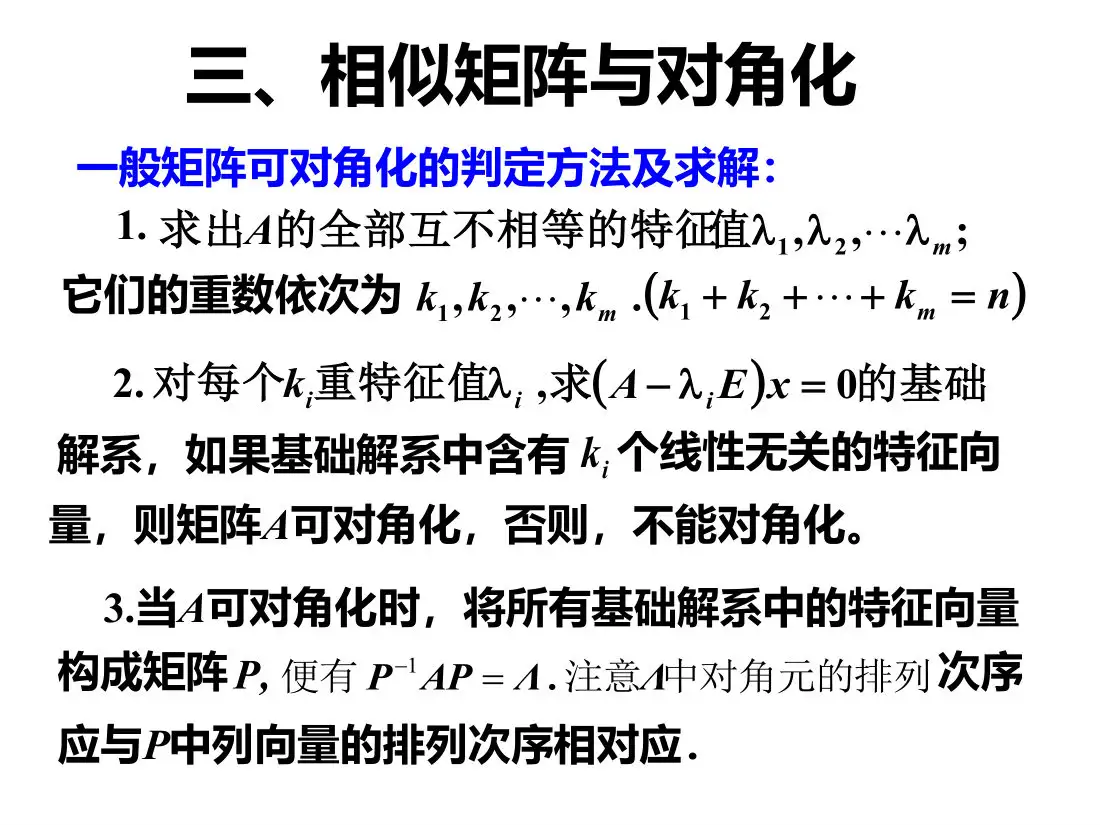 三、相似矩阵与对角化
一般矩阵可对角化的判定方法及求解：
1. 求出A的全部互不相等的特征值λ₁,λ₂,⋯λₘ;
它们的重数依次为 k₁,k₂,⋯,kₘ .(k₁ + k₂ + ⋯ + kₘ = n)
2. 对每个kᵢ重特征值λᵢ ,求(A − λᵢE)x = 0的基础
解系，如果基础解系中含有 kᵢ 个线性无关的特征向
量，则矩阵A可对角化，否则，不能对角化。
3.当A可对角化时，将所有基础解系中的特征向量
构成矩阵 P, 便有 P⁻¹AP = Λ . 注意Λ中对角元的排列 次序
应与P中列向量的排列次序相对应 .